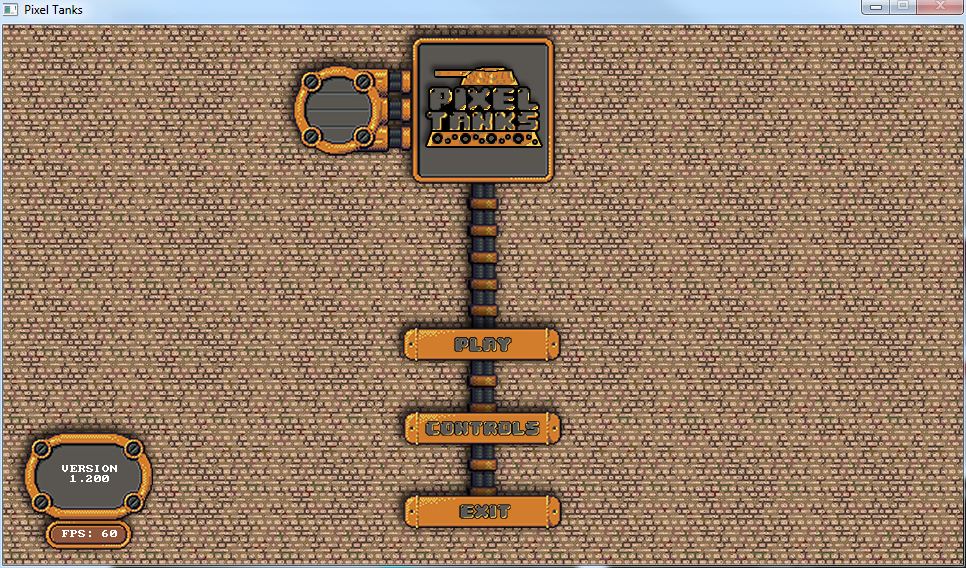 Pixel Tanks
PIXEL
TANKS
PLAY
CONTROLS
EXIT
VERSION
1.200
FPS: 60